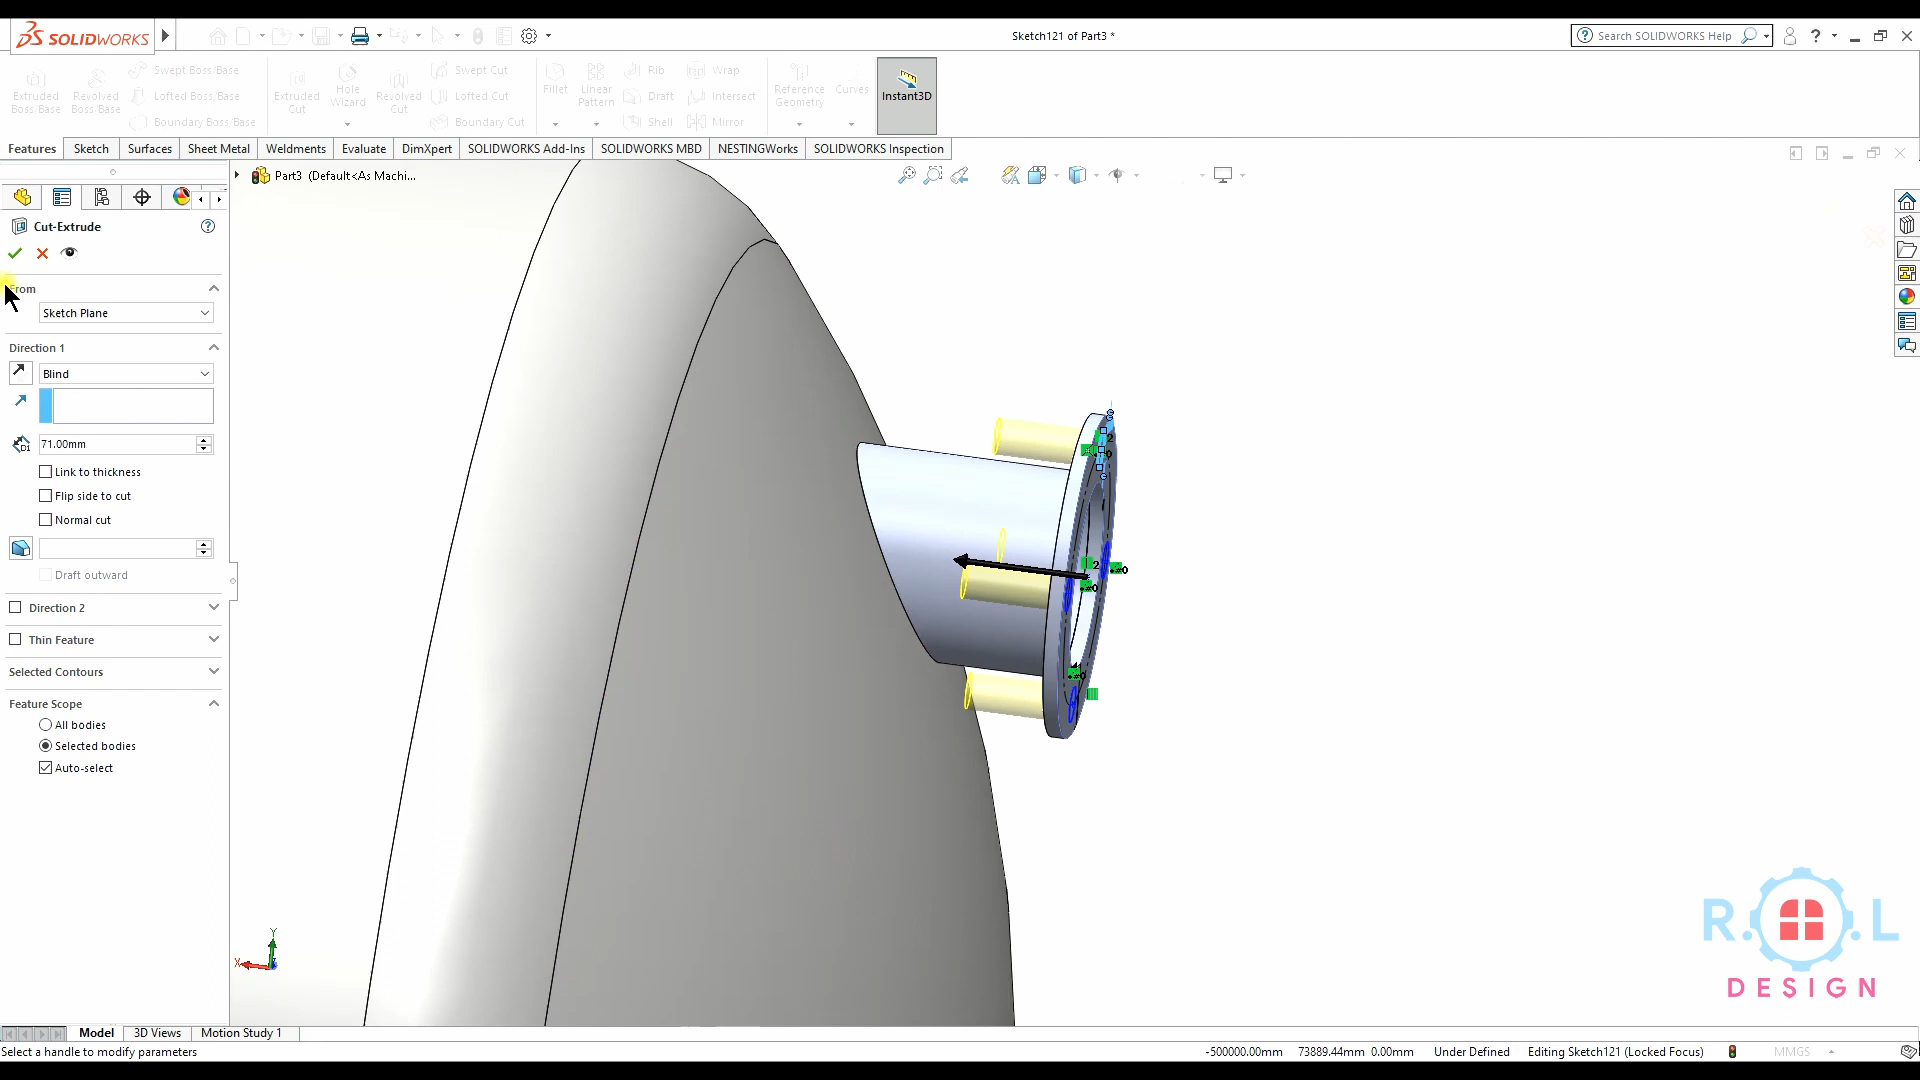 SOLIDWORKS
Sketch121 of Part3 *
Search SOLIDWORKS Help
Extruded Boss/Base
Revolved Boss/Base
Swept Boss/Base
Lofted Boss/Base
Boundary Boss/Base
Extruded Cut
Hole Wizard
Revolved Cut
Swept Cut
Lofted Cut
Boundary Cut
Fillet
Linear Pattern
Rib
Draft
Shell
Wrap
Intersect
Mirror
Reference Geometry
Curves
Instant3D
Features
Sketch
Surfaces
Sheet Metal
Weldments
Evaluate
DimXpert
SOLIDWORKS Add-Ins
SOLIDWORKS MBD
NESTINGWorks
SOLIDWORKS Inspection
Part3 (Default<As Machi...
Cut-Extrude
From
Sketch Plane
Direction 1
Blind
71.00mm
Link to thickness
Flip side to cut
Normal cut
Draft outward
Direction 2
Thin Feature
Selected Contours
Feature Scope
All bodies
Selected bodies
Auto-select
Y
X
R.
.L
DESIGN
Model
3D Views
Motion Study 1
Select a handle to modify parameters
-500000.00mm
73889.44mm 0.00mm
Under Defined
Editing Sketch121 (Locked Focus)
MMGS